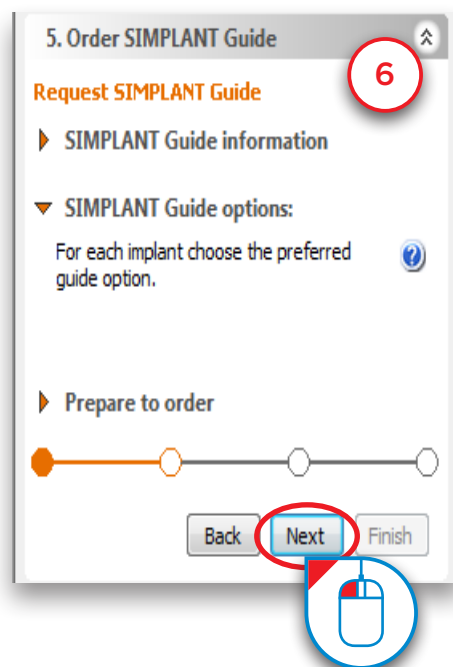 5. Order SIMPLANT Guide
6
Request SIMPLANT Guide
SIMPLANT Guide information
SIMPLANT Guide options:
For each implant choose the preferred
guide option.
?
Prepare to order
Back Next Finish